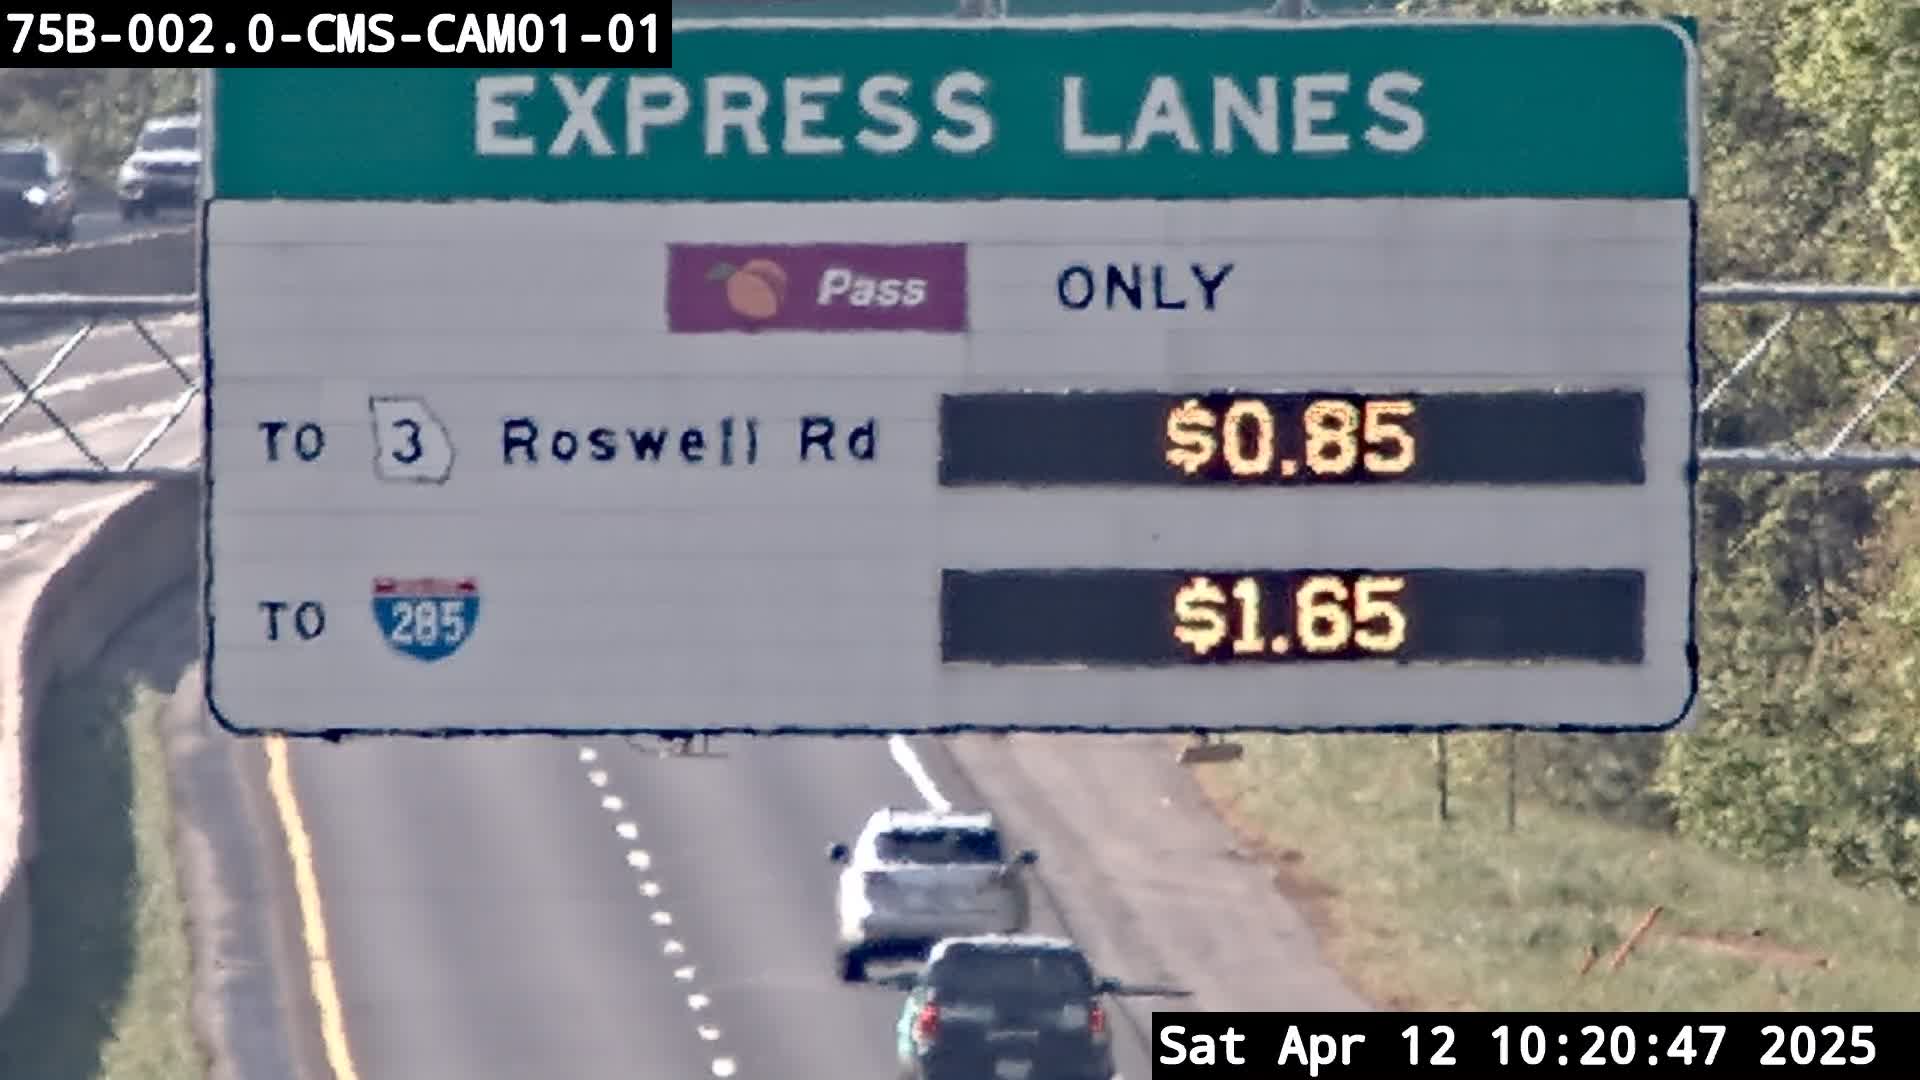 75B-002.0-CMS-CAM01-01
EXPRESS LANES
Pass ONLY
TO 3 Roswell Rd $0.85
TO 285 $1.65
Sat Apr 12 10:20:47 2025